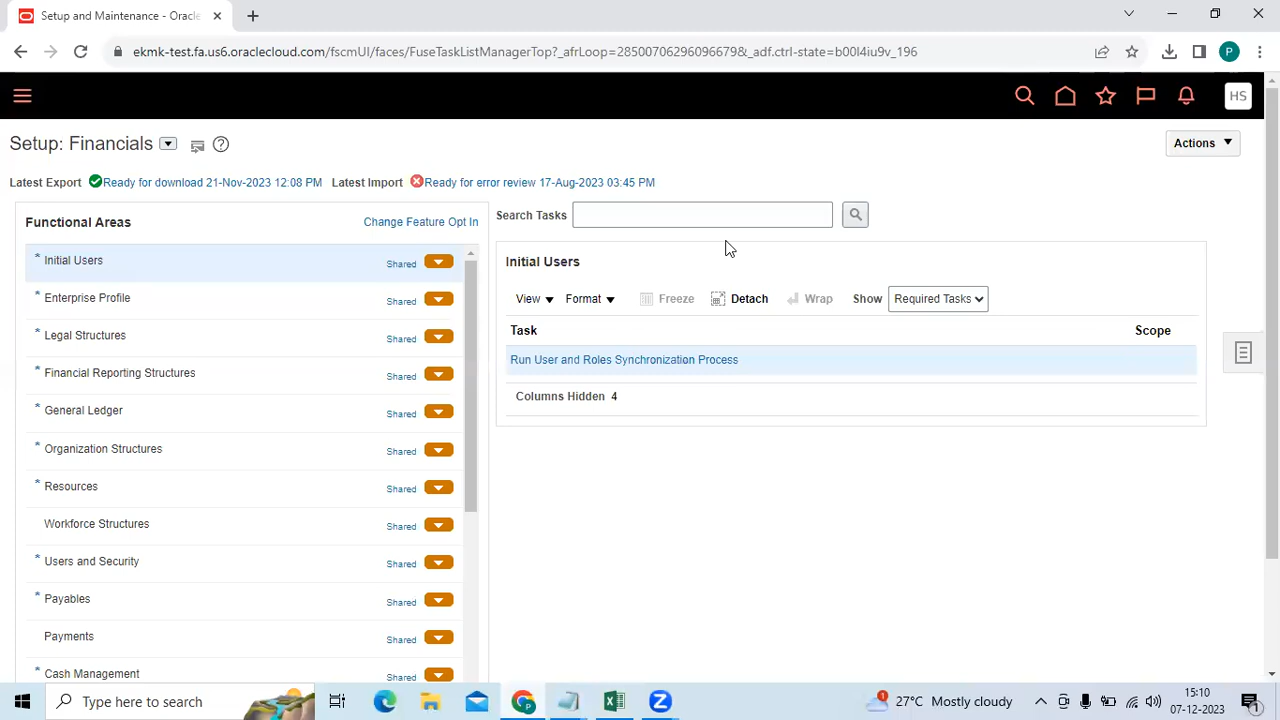 Setup and Maintenance - Oracle
ekmk-test.fa.us6.oraclecloud.com/fscmUI/faces/FuseTaskListManagerTop?_afrLoop=28500706296096679&_adf.ctrl-state=b00l4iu9v_196
P
HS
Setup: Financials
Actions
Latest Export Ready for download 21-Nov-2023 12:08 PM Latest Import Ready for error review 17-Aug-2023 03:45 PM
Functional Areas
Change Feature Opt In
Search Tasks
* Initial Users Shared
* Enterprise Profile Shared
* Legal Structures Shared
* Financial Reporting Structures Shared
* General Ledger Shared
* Organization Structures Shared
* Resources Shared
Workforce Structures Shared
* Users and Security Shared
* Payables Shared
Payments Shared
* Cash Management Shared
Initial Users
View Format Freeze Detach Wrap Show Required Tasks
Task Scope
Run User and Roles Synchronization Process
Columns Hidden 4
Type here to search
1
27°C Mostly cloudy
15:10
07-12-2023
1